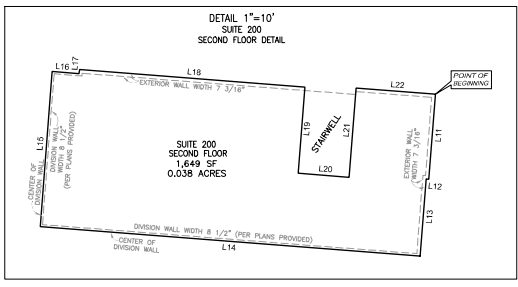 DETAIL 1"=10'
SUITE 200
SECOND FLOOR DETAIL
L16
L17
L18
L22
POINT OF
BEGINNING
EXTERIOR WALL WIDTH 7 3/16"
L15
CENTER OF
DIVISION WALL
DIVISION WALL
WIDTH 8 1/2"
(PER PLANS PROVIDED)
SUITE 200
SECOND FLOOR
1,649 SF
0.038 ACRES
L19
STAIRWELL
L21
L20
EXTERIOR WALL
WIDTH 7 3/16"
L11
L12
L13
DIVISION WALL WIDTH 8 1/2" (PER PLANS PROVIDED)
CENTER OF
DIVISION WALL
L14